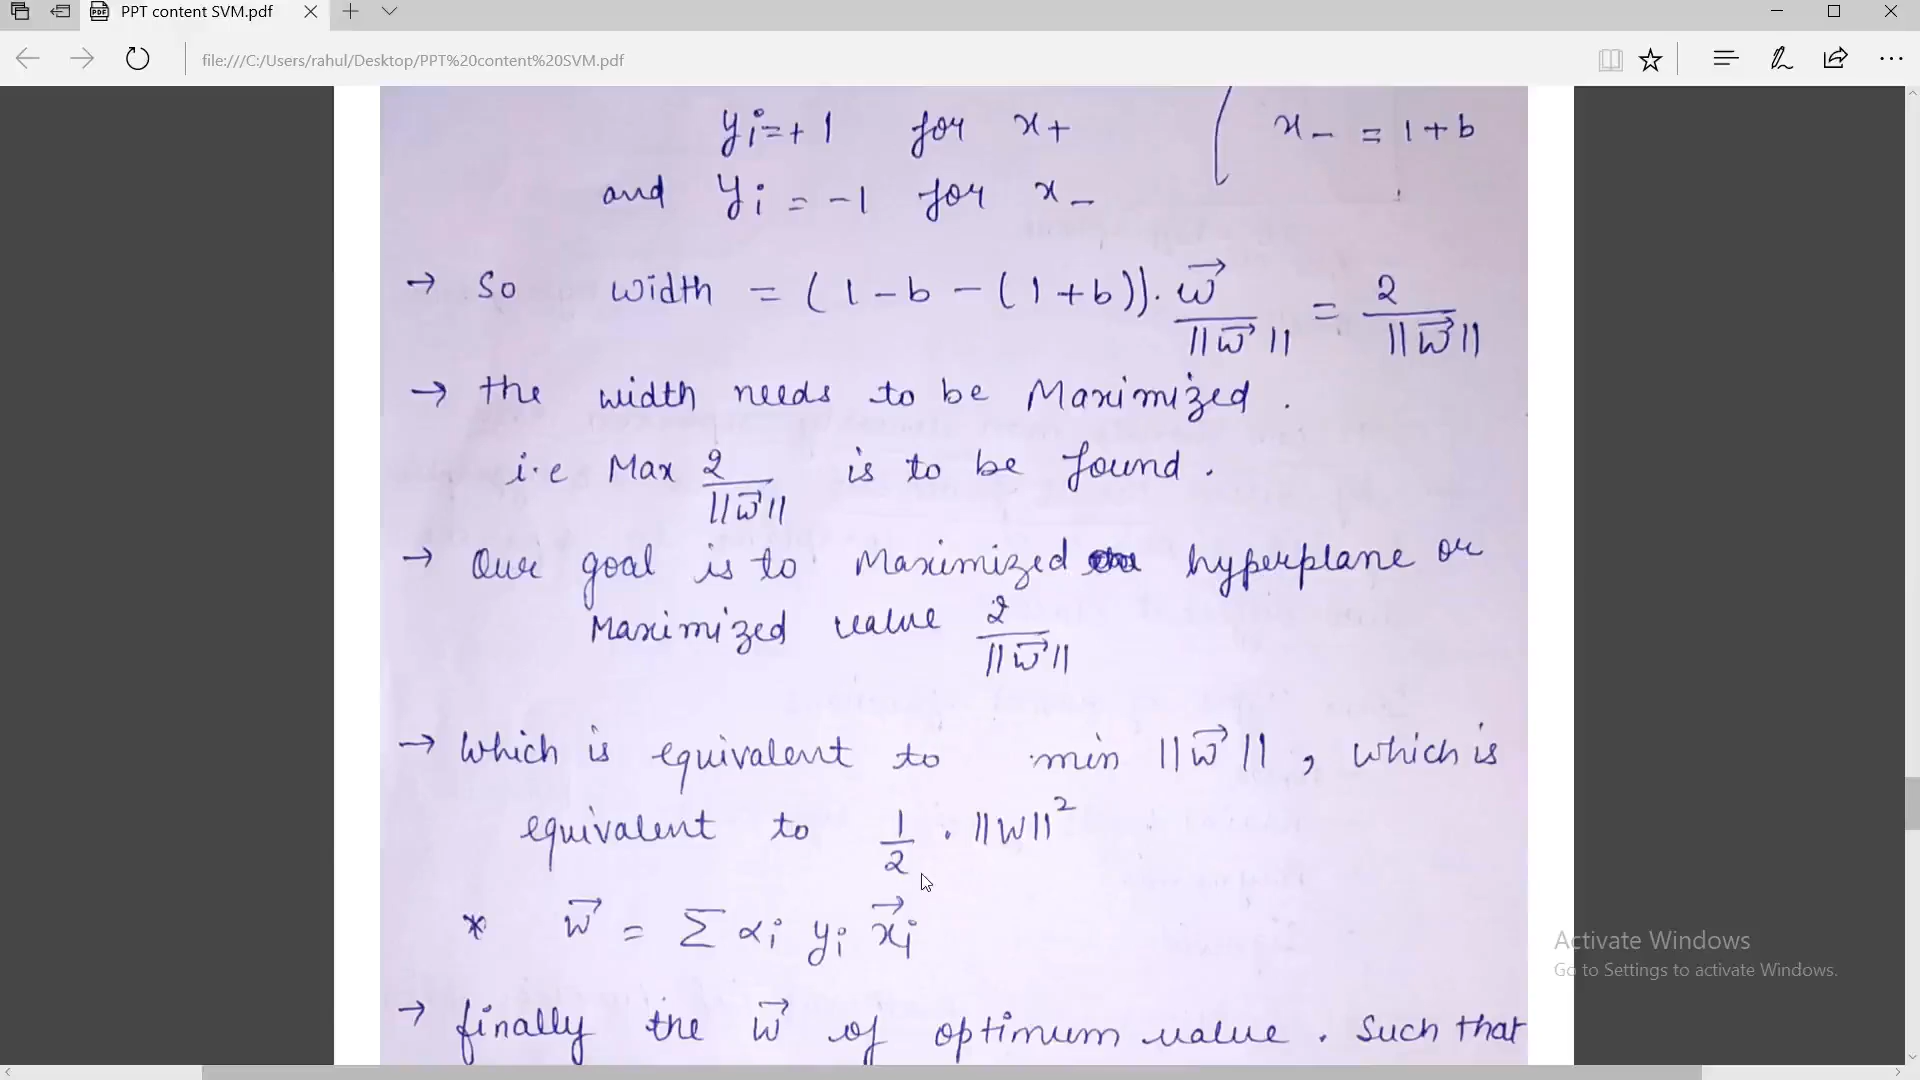 PPT content SVM.pdf
file:///C:/Users/rahul/Desktop/PPT%20content%20SVM.pdf
yi = +1 for x+ ( x- = 1+b
and yi = -1 for x-
→ So width = (1-b-(1+b)). w⃗ / ||w⃗|| = 2 / ||w⃗||
→ the width needs to be Maximized.
i.e Max 2 / ||w⃗|| is to be found.
→ Our goal is to Maximized hyperplane or
Maximized value 2 / ||w⃗||
→ Which is equivalent to min ||w⃗||, which is
equivalent to 1/2 . ||w||²
* w⃗ = Σ αi yi x⃗i
→ finally the w⃗ of optimum value. Such that
Activate Windows
Go to Settings to activate Windows.